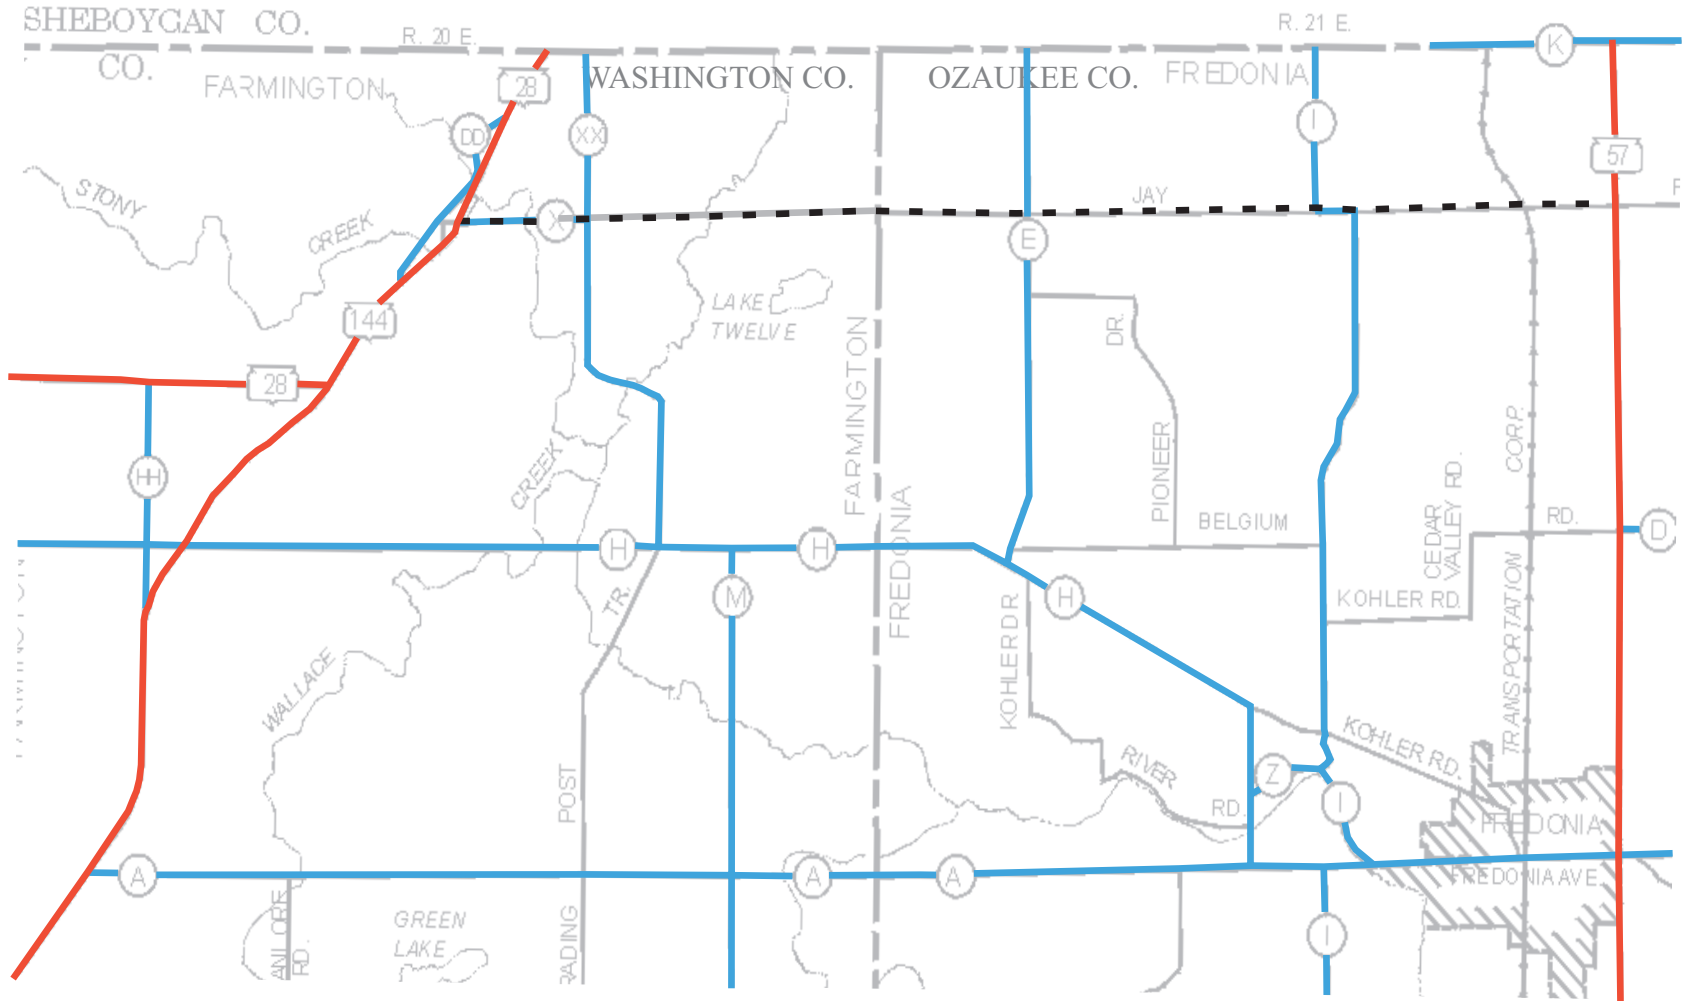 SHEBOYGAN CO.
R. 20 E.
R. 21 E.
K
CO.
FARMINGTON
28
WASHINGTON CO.
OZAUKEE CO.
FREDONIA
DD
XX
I
57
STONY
CREEK
X
JAY
E
LAKE
TWELVE
144
DR.
28
FARMINGTON
PIONEER
CORP.
HH
CREEK
FREDONIA
CEDAR
VALLEY RD.
BELGIUM
RD.
D
H
H
TR.
M
H
KOHLER RD.
WALLACE
KOHLER DR
TRANSPORTATION
KOHLER RD.
RIVER
RD.
Z
I
POST
FREDONIA
A
A
A
FREDONIA AVE.
RD.
GREEN
LAKE
RADING
I